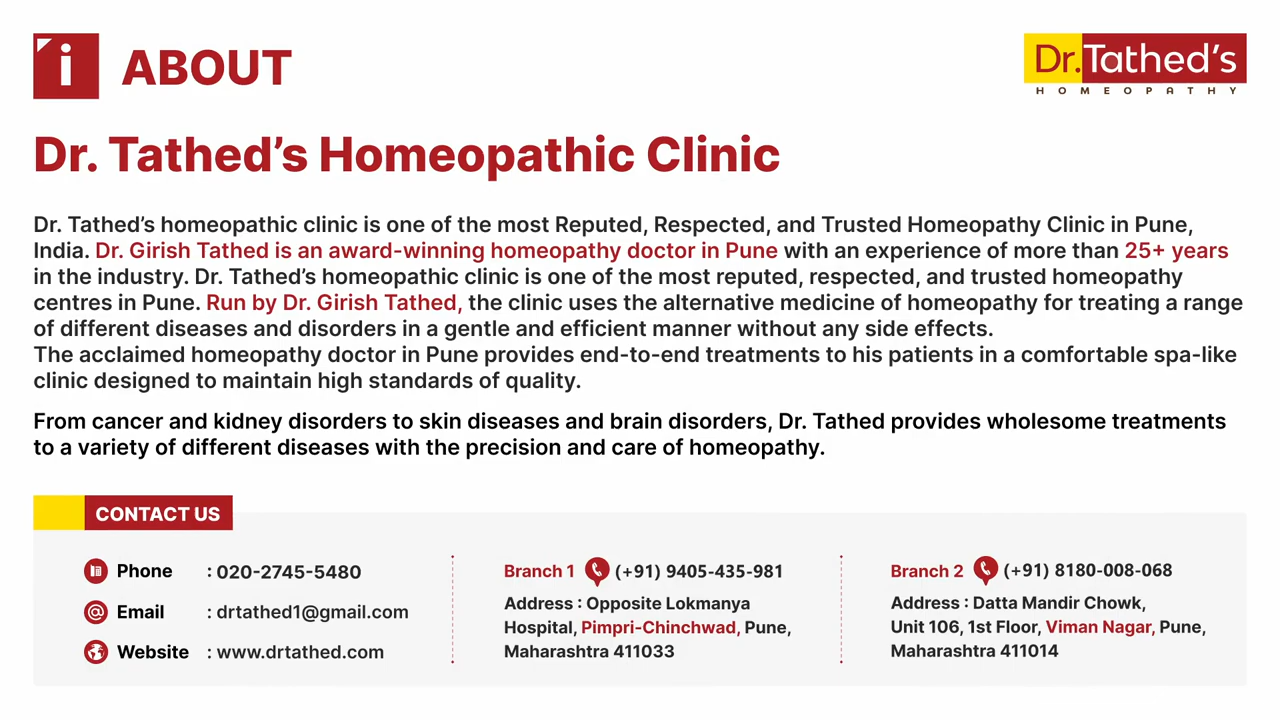 i ABOUT
Dr.Tathed's
HOMEOPATHY
Dr. Tathed's Homeopathic Clinic
Dr. Tathed's homeopathic clinic is one of the most Reputed, Respected, and Trusted Homeopathy Clinic in Pune,
India. Dr. Girish Tathed is an award-winning homeopathy doctor in Pune with an experience of more than 25+ years
in the industry. Dr. Tathed's homeopathic clinic is one of the most reputed, respected, and trusted homeopathy
centres in Pune. Run by Dr. Girish Tathed, the clinic uses the alternative medicine of homeopathy for treating a range
of different diseases and disorders in a gentle and efficient manner without any side effects.
The acclaimed homeopathy doctor in Pune provides end-to-end treatments to his patients in a comfortable spa-like
clinic designed to maintain high standards of quality.
From cancer and kidney disorders to skin diseases and brain disorders, Dr. Tathed provides wholesome treatments
to a variety of different diseases with the precision and care of homeopathy.
CONTACT US
Phone : 020-2745-5480
Email : drtathed1@gmail.com
Website : www.drtathed.com
Branch 1 (+91) 9405-435-981
Address : Opposite Lokmanya
Hospital, Pimpri-Chinchwad, Pune,
Maharashtra 411033
Branch 2 (+91) 8180-008-068
Address : Datta Mandir Chowk,
Unit 106, 1st Floor, Viman Nagar, Pune,
Maharashtra 411014